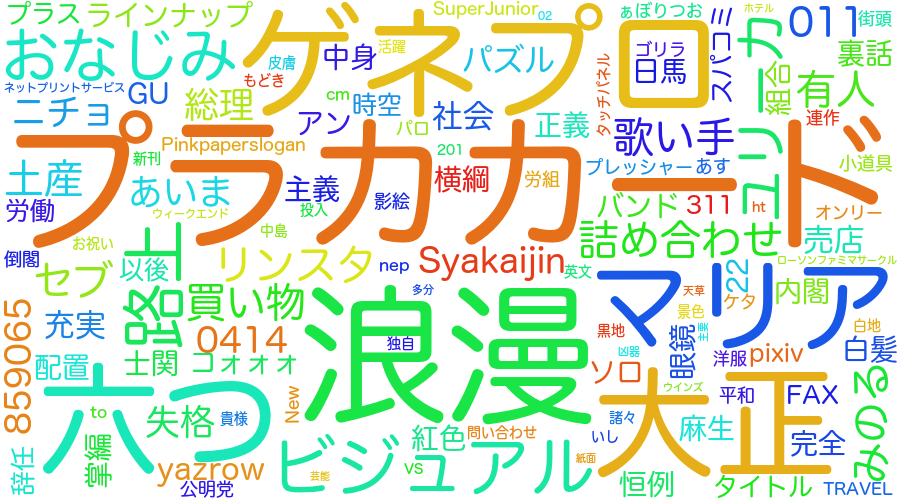 プラス
ラインナップ
ゲネプロ
SuperJunior
02
ホテル
ぁぼりつお
ミパコス
011
街頭
おなじみ
中身
活躍
皮膚
もどき
パズル
ゴリラ
日馬
カ
裏話
ネットプリントサービス
GU
ニチョ
総理
cm
時空
社会
タッチパネル
組合
有人
アン
パロ
正義
歌い手
連作
Pinkpaperslogan
新刊
201
プラカカード
ユリ
小道具
土産
あいま
主義
影絵
横綱
労組
プレッシャー
あす
労働
ウィークエンド
投入
バンド
311
ht
オンリー
お祝い
中島
詰め合わせ
売店
倒閣
路上
リンスタ
nep
Syakaijin
英文
ローソンファミマサークル
セブ
以後
22
内閣
買い物
多分
浪漫
マリア
天草
ケタ
859065
充実
0414
独自
黒地
景色
主要
眼鏡
白地
配置
士関
コォォォ
凶器
洋服
pixiv
白髪
六つ
New
ソロ
大正
ウインズ
平和
FAX
みのる
to
失格
貴様
紅色
問い合わせ
諸々
いし
麻生
完全
辞任
掌編
yazrow
vs
ビジュアル
紙面
公明党
芸能
恒例
タイトル
TRAVEL